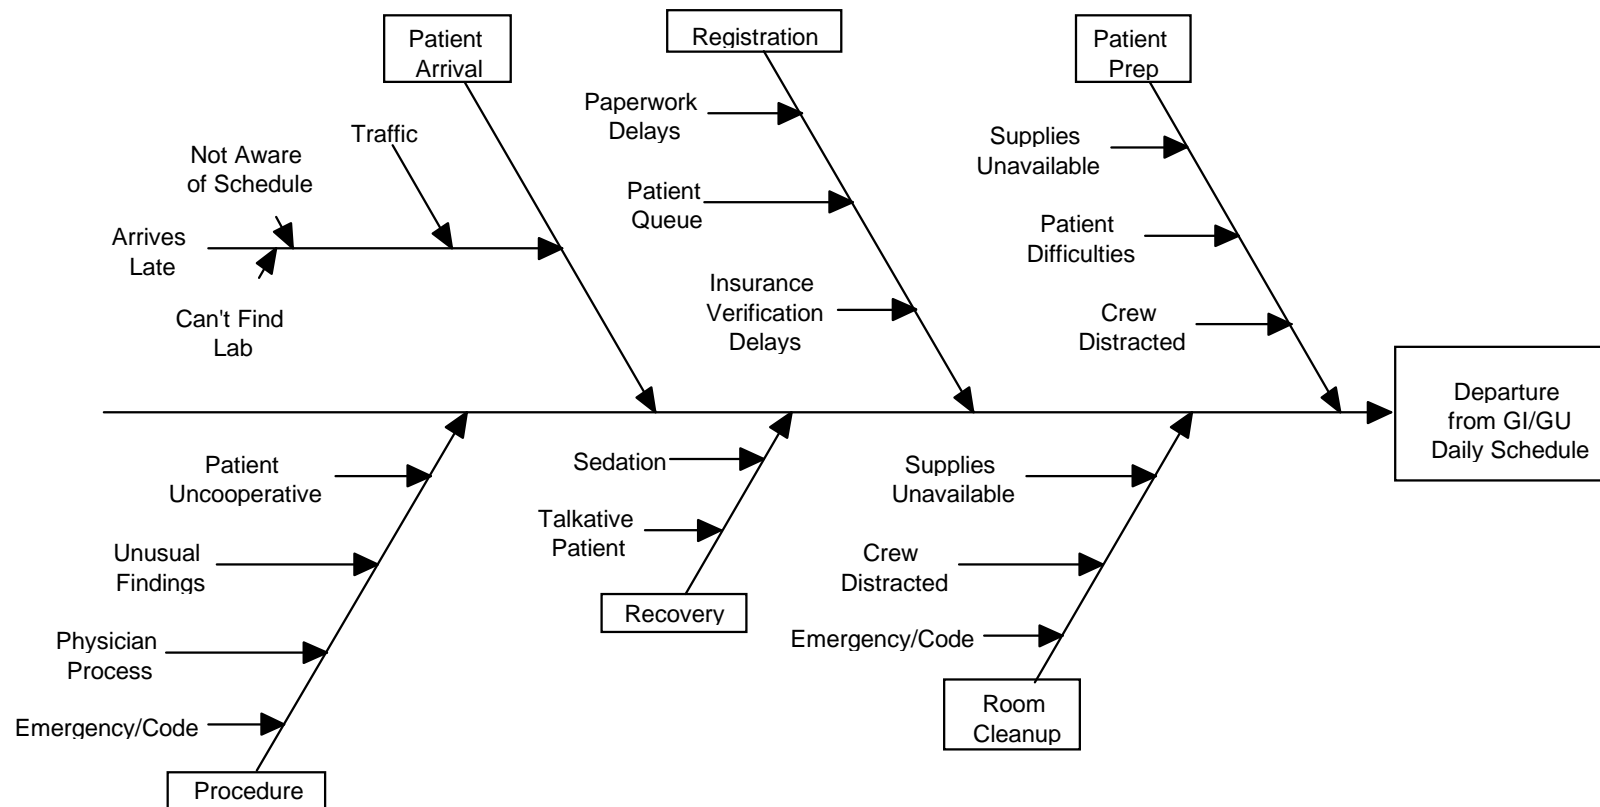 Patient
Arrival
Registration
Patient
Prep
Paperwork
Delays
Traffic
Supplies
Unavailable
Not Aware
of Schedule
Patient
Queue
Patient
Difficulties
Arrives
Late
Insurance
Verification
Delays
Can't Find
Lab
Crew
Distracted
Departure
from GI/GU
Daily Schedule
Patient
Uncooperative
Sedation
Supplies
Unavailable
Talkative
Patient
Unusual
Findings
Crew
Distracted
Recovery
Physician
Process
Emergency/Code
Room
Cleanup
Emergency/Code
Procedure